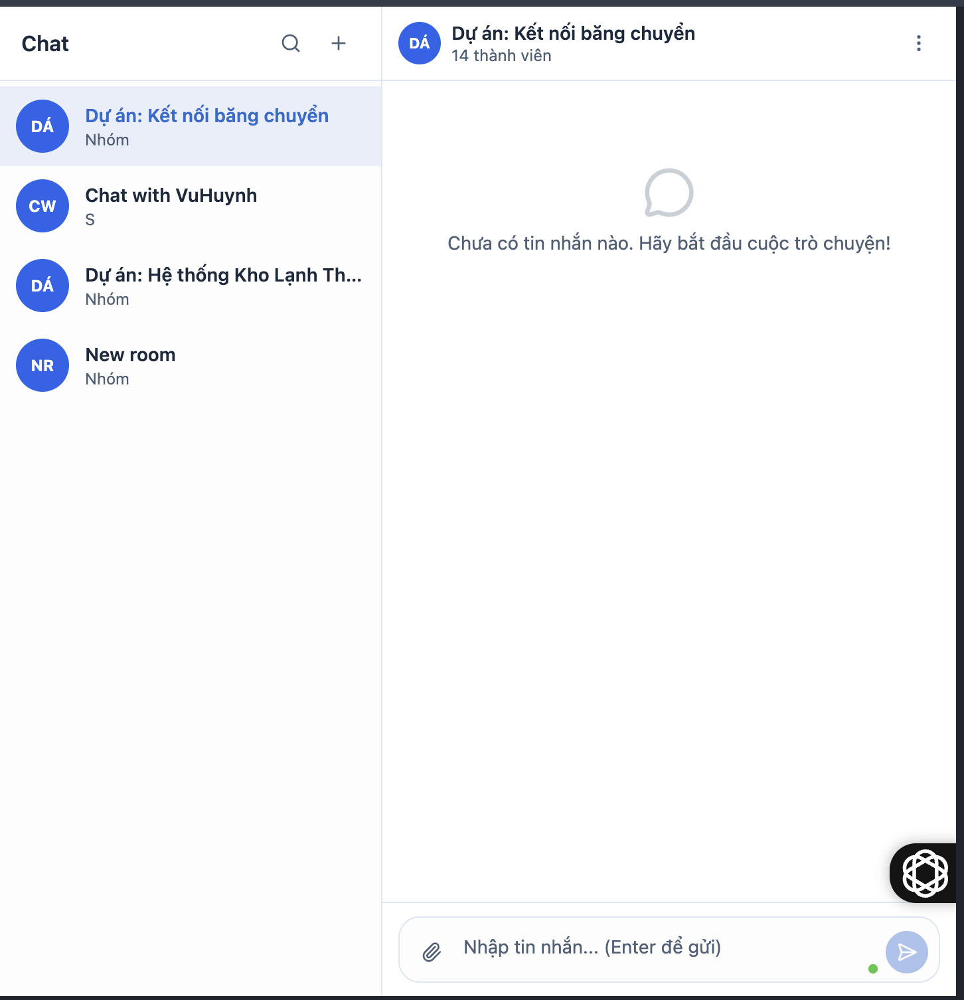 Chat
DÁ
Dự án: Kết nối băng chuyển
Nhóm
CW
Chat with VuHuynh
S
DÁ
Dự án: Hệ thống Kho Lạnh Th...
Nhóm
NR
New room
Nhóm
DÁ
Dự án: Kết nối băng chuyển
14 thành viên
Chưa có tin nhắn nào. Hãy bắt đầu cuộc trò chuyện!
Nhập tin nhắn... (Enter để gửi)